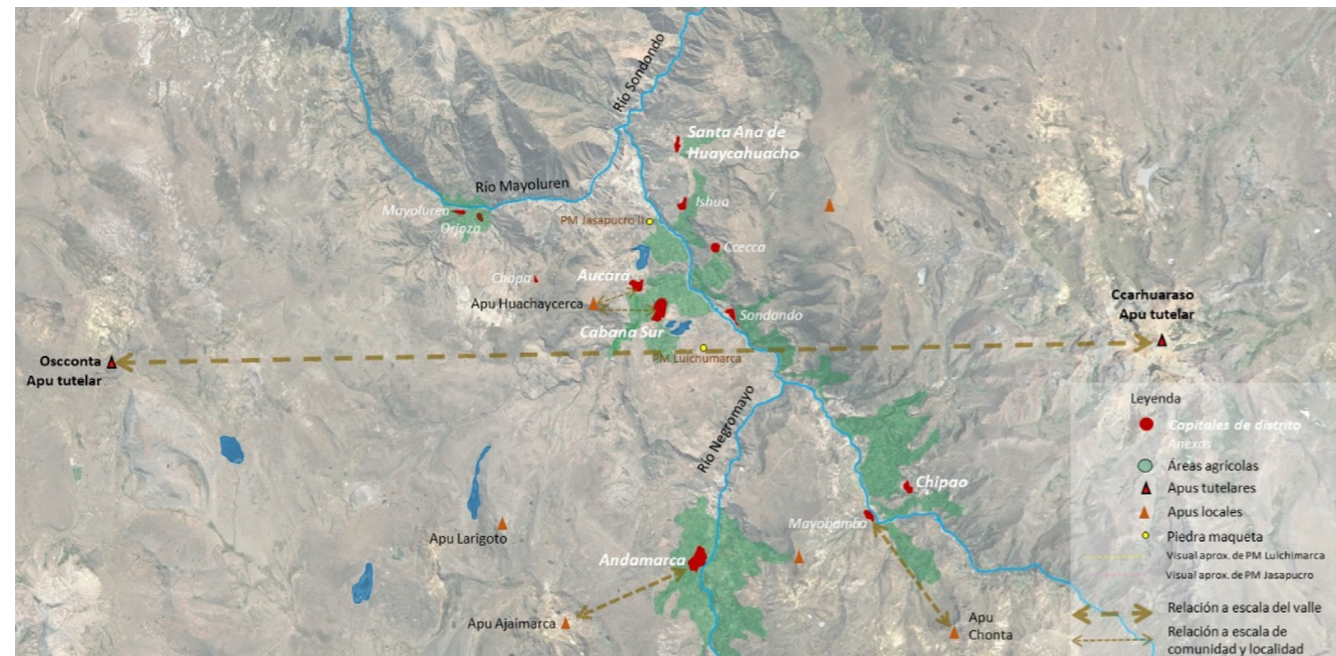 Río Sondondo
Santa Ana de
Huaycahuacho
Río Mayoluren
Mayoluren
Orjoza
Ishua
PM Jasapucro II
Ccecca
Chapa
Aucará
Apu Huachaycerca
Cabana Sur
Sondondo
Ccarhuaraso
Apu tutelar
PM Luichumarca
Oscconta
Apu tutelar
Río Negromayo
Chipao
Mayobamba
Apu Larigoto
Andamarca
Apu Ajaimarca
Apu
Chonta
Leyenda
Capitales de distrito
Anexos
Áreas agrícolas
Apus tutelares
Apus locales
Piedra maqueta
Visual aprox. de PM Luichimarca
Visual aprox. de PM Jasapucro
Relación a escala del valle
Relación a escala de
comunidad y localidad